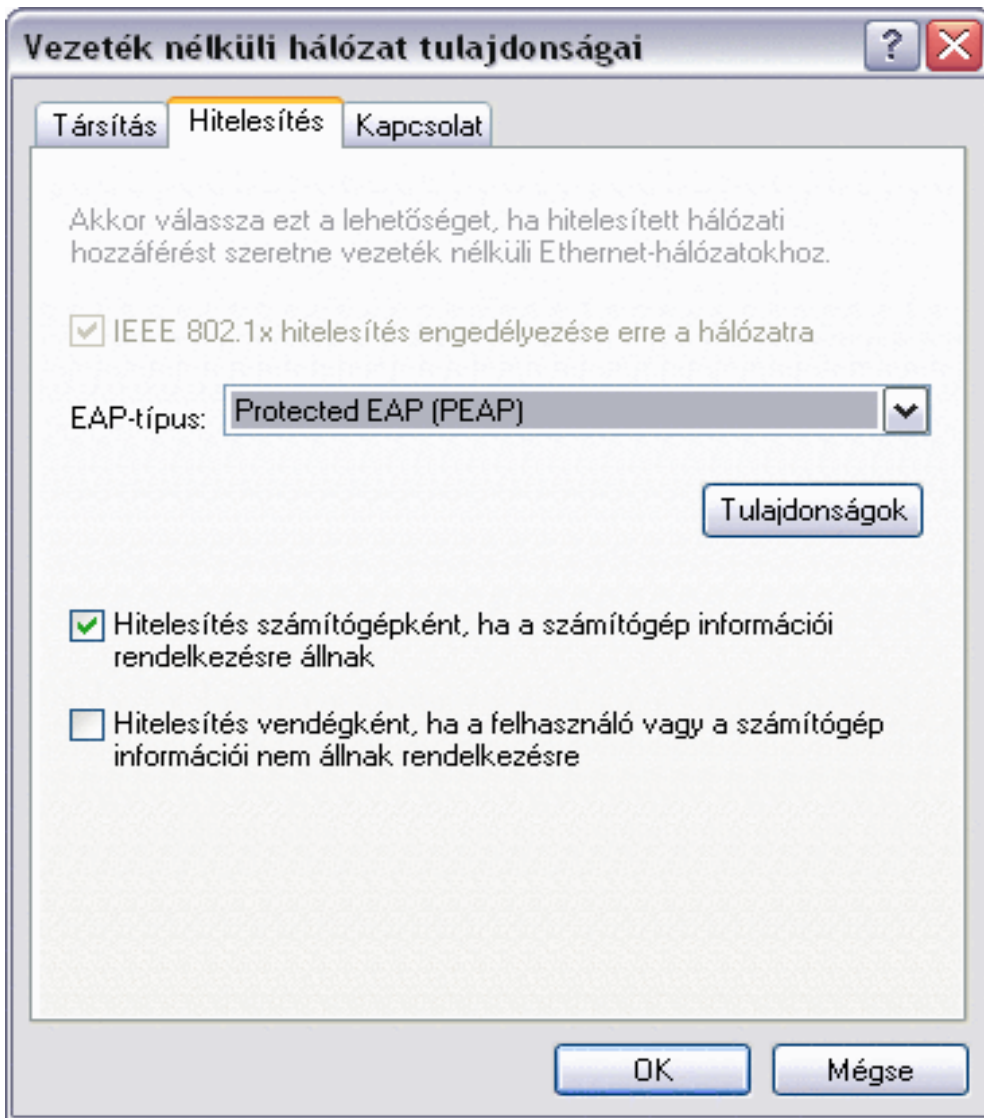 Vezeték nélküli hálózat tulajdonságai
Társítás
Hitelesítés
Kapcsolat
Akkor válassza ezt a lehetőséget, ha hitelesített hálózati
hozzáférést szeretne vezeték nélküli Ethernet-hálózatokhoz.
IEEE 802.1x hitelesítés engedélyezése erre a hálózatra
EAP-típus:
Protected EAP (PEAP)
Tulajdonságok
Hitelesítés számítógépként, ha a számítógép információi
rendelkezésre állnak
Hitelesítés vendégként, ha a felhasználó vagy a számítógép
információi nem állnak rendelkezésre
OK
Mégse